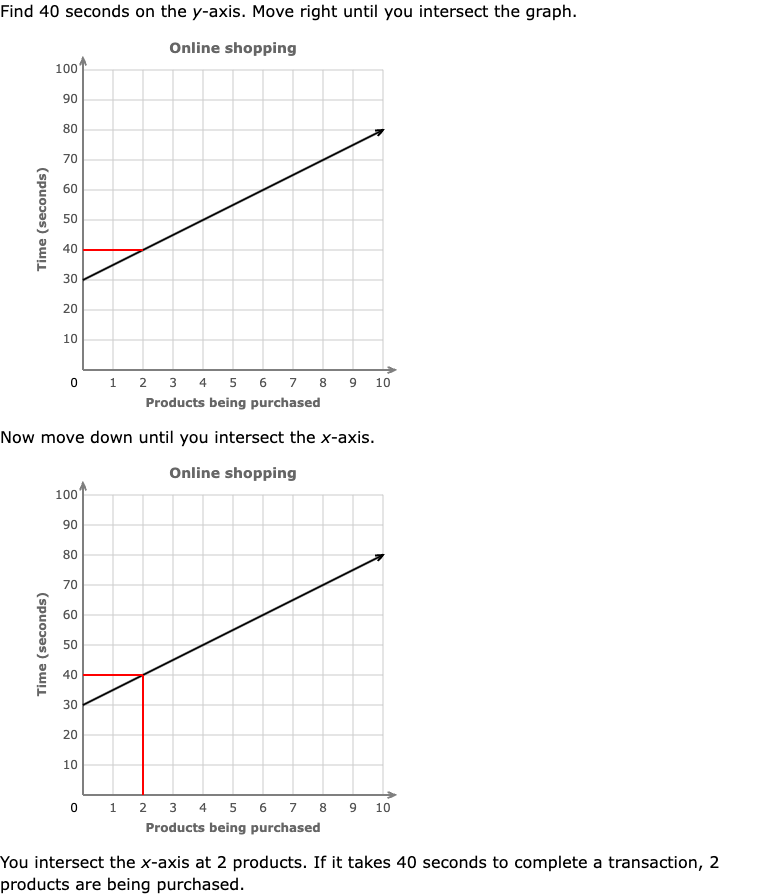 Find 40 seconds on the y-axis. Move right until you intersect the graph.
Online shopping
100
90
80
70
60
50
40
30
20
10
Time (seconds)
0 1 2 3 4 5 6 7 8 9 10
Products being purchased
Now move down until you intersect the x-axis.
Online shopping
100
90
80
70
60
50
40
30
20
10
Time (seconds)
0 1 2 3 4 5 6 7 8 9 10
Products being purchased
You intersect the x-axis at 2 products. If it takes 40 seconds to complete a transaction, 2
products are being purchased.